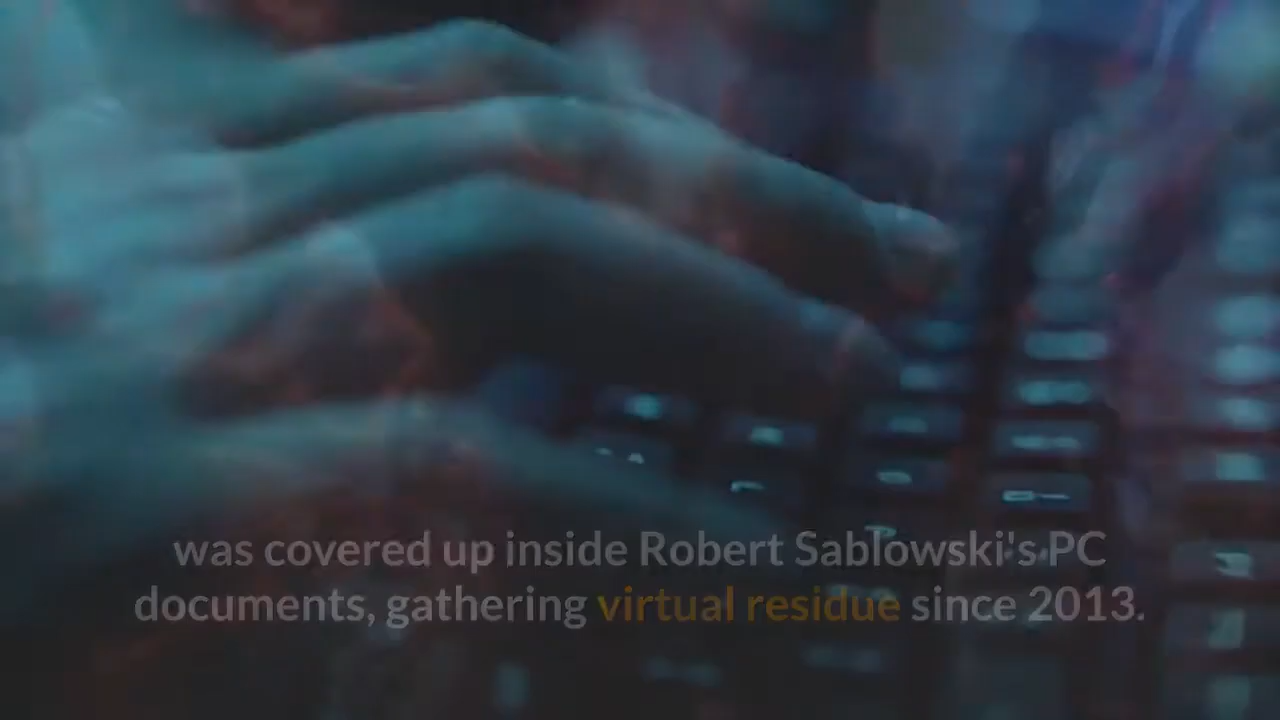 was covered up inside Robert Sablowski's PC
documents, gathering virtual residue since 2013.